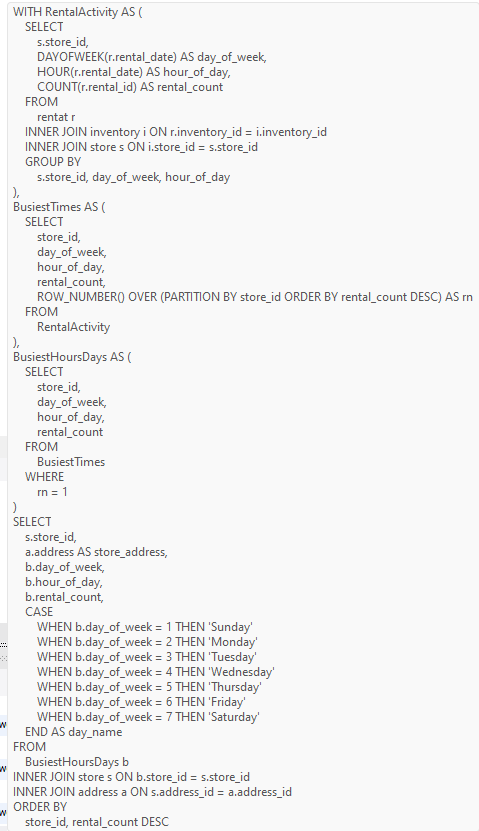 WITH RentalActivity AS (
SELECT
s.store_id,
DAYOFWEEK(r.rental_date) AS day_of_week,
HOUR(r.rental_date) AS hour_of_day,
COUNT(r.rental_id) AS rental_count
FROM
rentat r
INNER JOIN inventory i ON r.inventory_id = i.inventory_id
INNER JOIN store s ON i.store_id = s.store_id
GROUP BY
s.store_id, day_of_week, hour_of_day
),
BusiestTimes AS (
SELECT
store_id,
day_of_week,
hour_of_day,
rental_count,
ROW_NUMBER() OVER (PARTITION BY store_id ORDER BY rental_count DESC) AS rn
FROM
RentalActivity
),
BusiestHoursDays AS (
SELECT
store_id,
day_of_week,
hour_of_day,
rental_count
FROM
BusiestTimes
WHERE
rn = 1
)
SELECT
s.store_id,
a.address AS store_address,
b.day_of_week,
b.hour_of_day,
b.rental_count,
CASE
WHEN b.day_of_week = 1 THEN 'Sunday'
WHEN b.day_of_week = 2 THEN 'Monday'
WHEN b.day_of_week = 3 THEN 'Tuesday'
WHEN b.day_of_week = 4 THEN 'Wednesday'
WHEN b.day_of_week = 5 THEN 'Thursday'
WHEN b.day_of_week = 6 THEN 'Friday'
WHEN b.day_of_week = 7 THEN 'Saturday'
END AS day_name
FROM
BusiestHoursDays b
INNER JOIN store s ON b.store_id = s.store_id
INNER JOIN address a ON s.address_id = a.address_id
ORDER BY
store_id, rental_count DESC